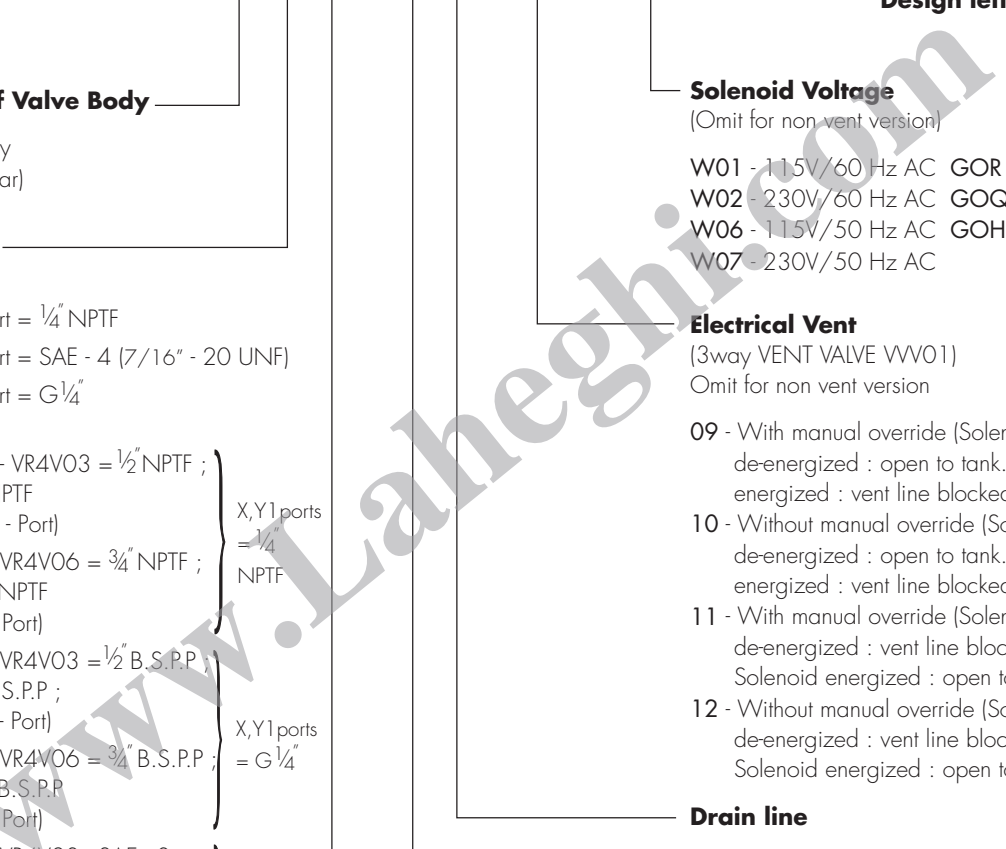 f Valve Body
y
ar)
rt = ¼" NPTF
rt = SAE - 4 (7/16" - 20 UNF)
rt = G¼"
- VR4V03 = ½" NPTF ;
PTF
- Port)
VR4V06 = ¾" NPTF ;
NPTF
Port)
X,Y1 ports
= ¼"
NPTF
VR4V03 = ½" B.S.P.P ;
S.P.P ;
- Port)
VR4V06 = ¾" B.S.P.P ;
B.S.P.P
Port)
X,Y1 ports
= G¼"
Solenoid Voltage
(Omit for non vent version)
W01 - 115V/60 Hz AC GOR
W02 - 230V/60 Hz AC GOQ
W06 - 115V/50 Hz AC GOH
W07 - 230V/50 Hz AC
Electrical Vent
(3way VENT VALVE VVV01)
Omit for non vent version
09 - With manual override (Solen
de-energized : open to tank.
energized : vent line blocked
10 - Without manual override (So
de-energized : open to tank.
energized : vent line blocked
11 - With manual override (Solen
de-energized : vent line bloc
Solenoid energized : open to
12 - Without manual override (So
de-energized : vent line bloc
Solenoid energized : open to
Drain line
www.Laheghi.com